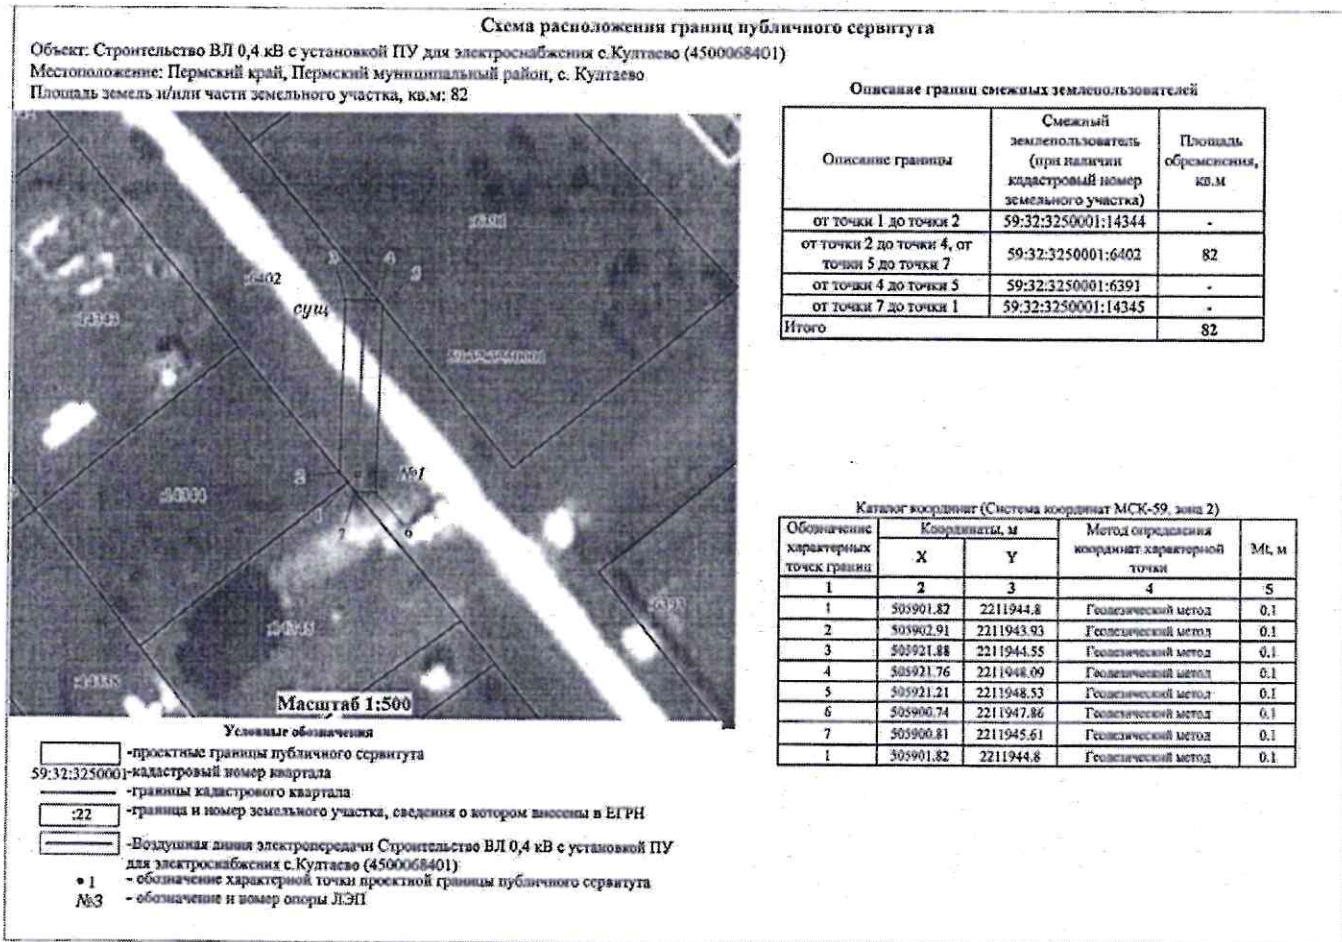 Схема расположения границ публичного сервитута
Объект: Строительство ВЛ 0,4 кВ с установкой ПУ для электроснабжения с.Култаево (4500068401)
Местоположение: Пермский край, Пермский муниципальный район, с. Култаево
Площадь земель и/или части земельного участка, кв.м: 82
:6402
3
4
5
сущ
:14343
:14344
2
№1
7
6
:14345
:6393
Масштаб 1:500
Условные обозначения
-проектные границы публичного сервитута
59:32:3250001-кадастровый номер квартала
-границы кадастрового квартала
:22 -граница и номер земельного участка, сведения о котором внесены в ЕГРН
-Воздушная линия электропередачи Строительство ВЛ 0,4 кВ с установкой ПУ
для электроснабжения с.Култаево (4500068401)
1 - обозначение характерной точки проектной границы публичного сервитута
№3 - обозначение и номер опоры ЛЭП
Описание границ смежных землепользователей
Описание границы
Смежный
землепользователь
(при наличии
кадастровый номер
земельного участка)
Площадь
обременения,
кв.м
от точки 1 до точки 2 59:32:3250001:14344 -
от точки 2 до точки 4, от
точки 5 до точки 7 59:32:3250001:6402 82
от точки 4 до точки 5 59:32:3250001:6391 -
от точки 7 до точки 1 59:32:3250001:14345 -
Итого 82
Каталог координат (Система координат МСК-59, зона 2)
Обозначение
характерных
точек границ
Координаты, м
X Y
Метод определения
координат характерной
точки
Mt, м
1 2 3 4 5
1 505901.82 2211944.8 Геодезический метод 0.1
2 505902.91 2211943.93 Геодезический метод 0.1
3 505921.88 2211944.55 Геодезический метод 0.1
4 505921.76 2211948.09 Геодезический метод 0.1
5 505921.21 2211948.53 Геодезический метод 0.1
6 505900.74 2211947.86 Геодезический метод 0.1
7 505900.81 2211945.61 Геодезический метод 0.1
1 505901.82 2211944.8 Геодезический метод 0.1